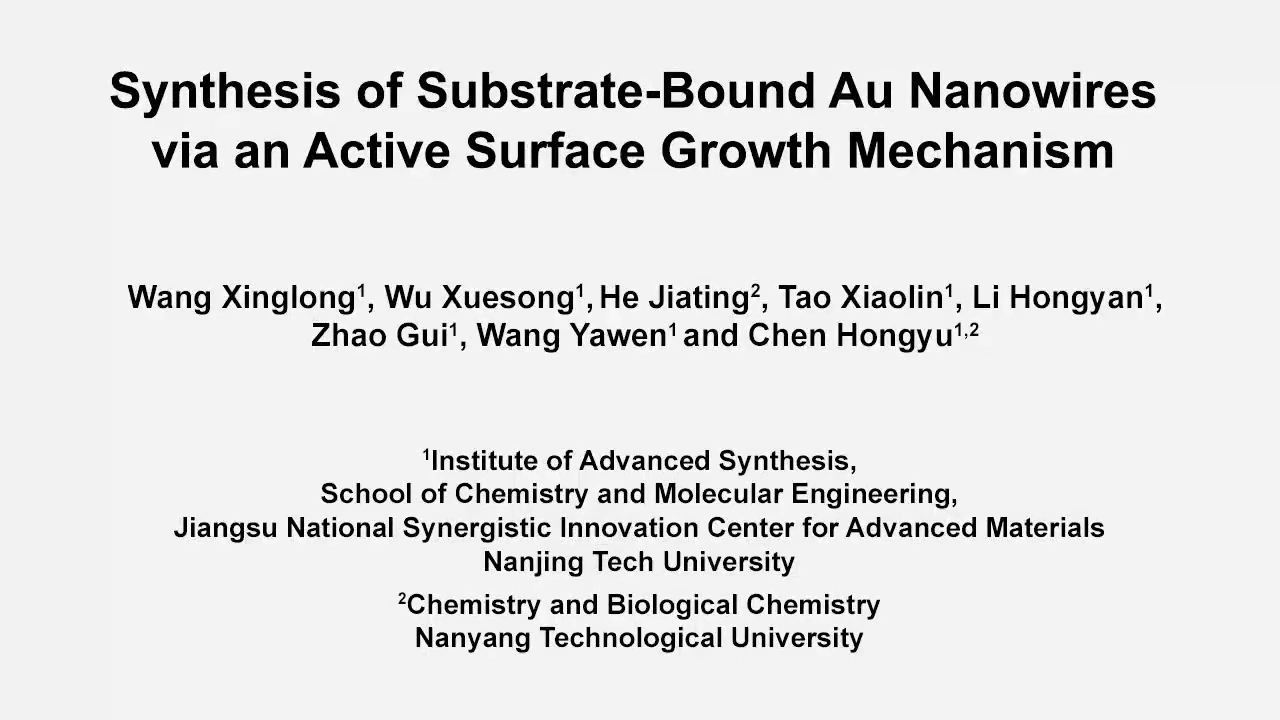 Synthesis of Substrate-Bound Au Nanowires
via an Active Surface Growth Mechanism
Wang Xinglong¹, Wu Xuesong¹, He Jiating², Tao Xiaolin¹, Li Hongyan¹,
Zhao Gui¹, Wang Yawen¹ and Chen Hongyu¹,²
¹Institute of Advanced Synthesis,
School of Chemistry and Molecular Engineering,
Jiangsu National Synergistic Innovation Center for Advanced Materials
Nanjing Tech University
²Chemistry and Biological Chemistry
Nanyang Technological University